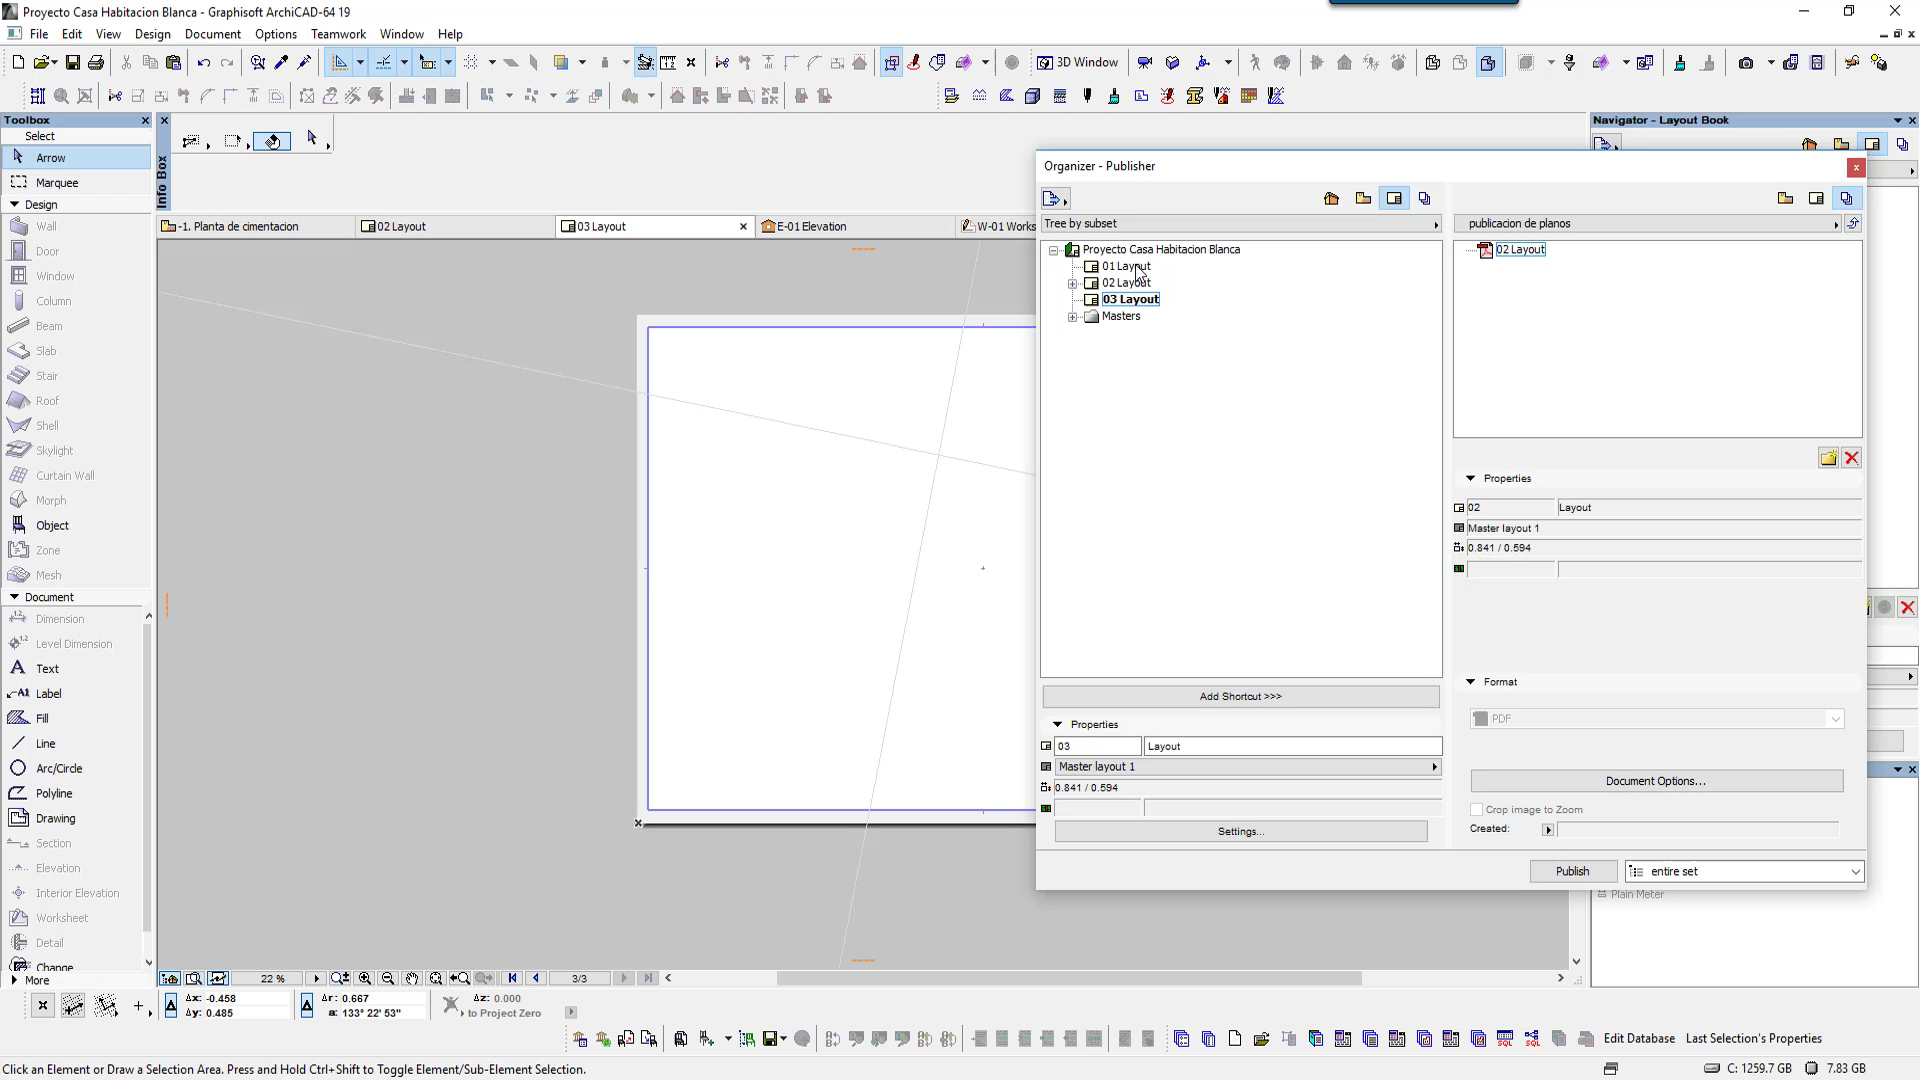 Proyecto Casa Habitacion Blanca - Graphisoft ArchiCAD-64 19
File Edit View Design Document Options Teamwork Window Help
3D Window
Toolbox
Select
Arrow
Marquee
Design
Wall
Door
Window
Column
Beam
Slab
Stair
Roof
Shell
Skylight
Curtain Wall
Morph
Object
Zone
Mesh
Document
Dimension
Level Dimension
Text
Label
Fill
Line
Arc/Circle
Polyline
Drawing
Section
Elevation
Interior Elevation
Worksheet
Detail
Change
More
Info Box
-1. Planta de cimentacion
02 Layout
03 Layout
E-01 Elevation
W-01 Works
Navigator - Layout Book
Organizer - Publisher
Tree by subset
Proyecto Casa Habitacion Blanca
01 Layout
02 Layout
03 Layout
Masters
Add Shortcut >>>
Properties
03 Layout
Master layout 1
0.841 / 0.594
Settings...
publicacion de planos
02 Layout
Properties
02 Layout
Master layout 1
0.841 / 0.594
Format
PDF
Document Options...
Crop image to Zoom
Created:
Publish
entire set
Plain Meter
22 %
3/3
Δx: -0.458
Δy: 0.485
Δr: 0.667
a: 133° 22' 53"
Δz: 0.000
to Project Zero
Edit Database
Last Selection's Properties
Click an Element or Draw a Selection Area. Press and Hold Ctrl+Shift to Toggle Element/Sub-Element Selection.
C: 1259.7 GB
7.83 GB